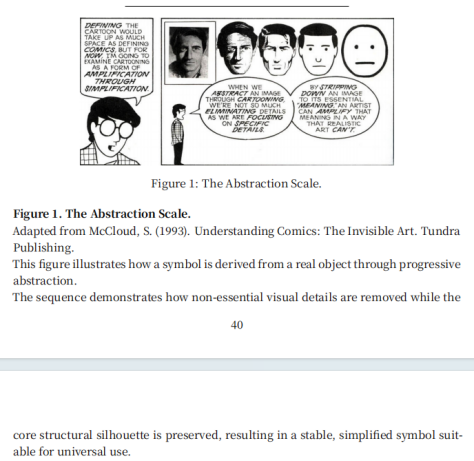 DEFINING THE
CARTOON WOULD
TAKE UP AS MUCH
SPACE AS DEFINING
COMICS, BUT FOR
NOW, I'M GOING TO
EXAMINE CARTOONING
AS A FORM OF
AMPLIFICATION
THROUGH
SIMPLIFICATION.
WHEN WE
ABSTRACT AN IMAGE
THROUGH CARTOONING,
WE'RE NOT SO MUCH
ELIMINATING DETAILS
AS WE ARE FOCUSING
ON SPECIFIC
DETAILS.
BY STRIPPING
DOWN AN IMAGE
TO ITS ESSENTIAL
"MEANING," AN ARTIST
CAN AMPLIFY THAT
MEANING IN A WAY
THAT REALISTIC
ART CAN'T.
Figure 1: The Abstraction Scale.
Figure 1. The Abstraction Scale.
Adapted from McCloud, S. (1993). Understanding Comics: The Invisible Art. Tundra
Publishing.
This figure illustrates how a symbol is derived from a real object through progressive
abstraction.
The sequence demonstrates how non-essential visual details are removed while the
40
core structural silhouette is preserved, resulting in a stable, simplified symbol suit-
able for universal use.